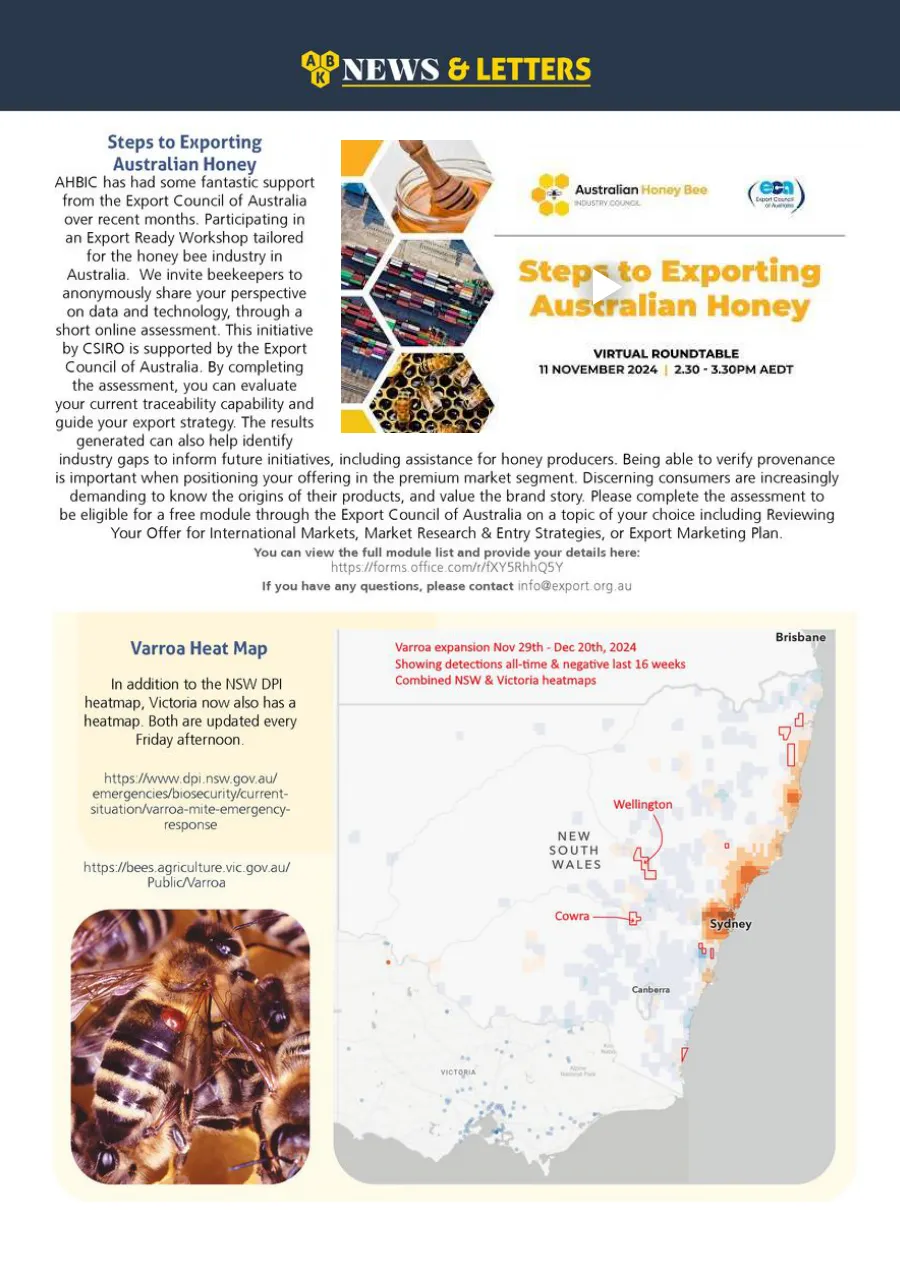 ABK NEWS & LETTERS
Steps to Exporting
Australian Honey
AHBIC has had some fantastic support
from the Export Council of Australia
over recent months. Participating in
an Export Ready Workshop tailored
for the honey bee industry in
Australia.  We invite beekeepers to
anonymously share your perspective
on data and technology, through a
short online assessment. This initiative
by CSIRO is supported by the Export
Council of Australia. By completing
the assessment, you can evaluate
your current traceability capability and
guide your export strategy. The results
generated can also help identify
industry gaps to inform future initiatives, including assistance for honey producers. Being able to verify provenance
is important when positioning your offering in the premium market segment. Discerning consumers are increasingly
demanding to know the origins of their products, and value the brand story. Please complete the assessment to
be eligible for a free module through the Export Council of Australia on a topic of your choice including Reviewing
Your Offer for International Markets, Market Research & Entry Strategies, or Export Marketing Plan.
You can view the full module list and provide your details here:
https://forms.office.com/r/fXY5RhhQ5Y
If you have any questions, please contact info@export.org.au
Australian Honey Bee
INDUSTRY COUNCIL
eca
Export Council
of Australia
Steps to Exporting
Australian Honey
VIRTUAL ROUNDTABLE
11 NOVEMBER 2024 | 2.30 - 3.30PM AEDT
Varroa Heat Map
In addition to the NSW DPI
heatmap, Victoria now also has a
heatmap. Both are updated every
Friday afternoon.
https://www.dpi.nsw.gov.au/
emergencies/biosecurity/current-
situation/varroa-mite-emergency-
response
https://bees.agriculture.vic.gov.au/
Public/Varroa
Varroa expansion Nov 29th - Dec 20th, 2024
Showing detections all-time & negative last 16 weeks
Combined NSW & Victoria heatmaps
Brisbane
Wellington
NEW
SOUTH
WALES
Cowra
Sydney
Canberra
VICTORIA
Alpine
National Park